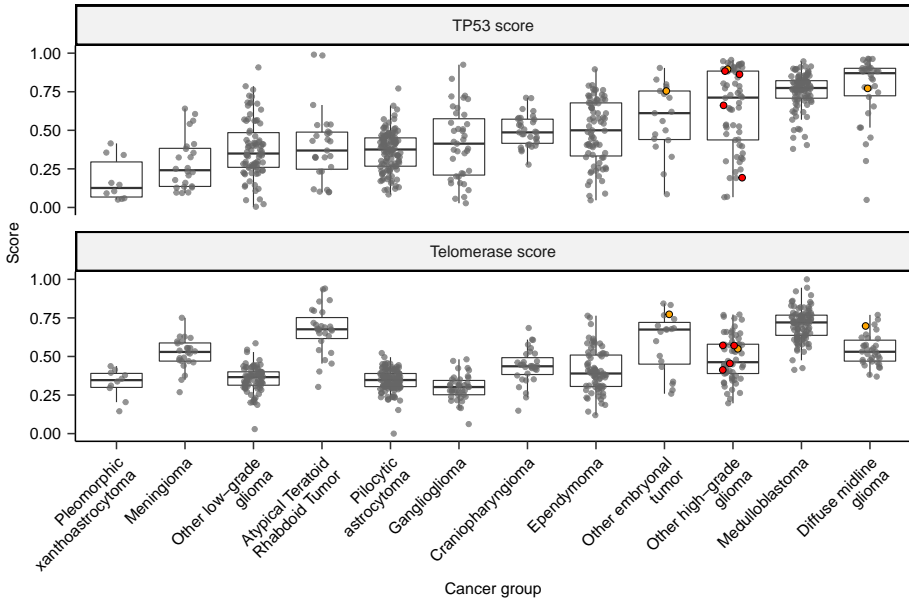 TP53 score
1.00
0.75
0.50
0.25
0.00
Score
Telomerase score
1.00
0.75
0.50
0.25
0.00
Pleomorphic
xanthoastrocytoma
Meningioma
Other low−grade
glioma
Atypical Teratoid
Rhabdoid Tumor
Pilocytic
astrocytoma
Ganglioglioma
Craniopharyngioma
Ependymoma
Other embryonal
tumor
Other high−grade
glioma
Medulloblastoma
Diffuse midline
glioma
Cancer group